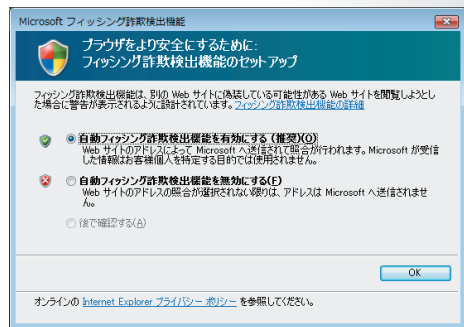 Microsoft フィッシング詐欺検出機能
ブラウザをより安全にするために:
フィッシング詐欺検出機能のセットアップ
フィッシング詐欺検出機能は、別の Web サイトに偽装している可能性がある Web サイトを閲覧しようとし
た場合に警告が表示されるように設計されています。フィッシング詐欺検出機能の詳細
自動フィッシング詐欺検出機能を有効にする (推奨)(O)
Web サイトのアドレスによって Microsoft へ送信されて照合が行われます。Microsoft が受信
した情報はお客様個人を特定する目的では使用されません。
自動フィッシング詐欺検出機能を無効にする(F)
Web サイトのアドレスの照合が選択されない限りは、アドレスは Microsoft へ送信されませ
ん。
後で確認する(A)
OK
オンラインの Internet Explorer プライバシー ポリシー を参照してください。